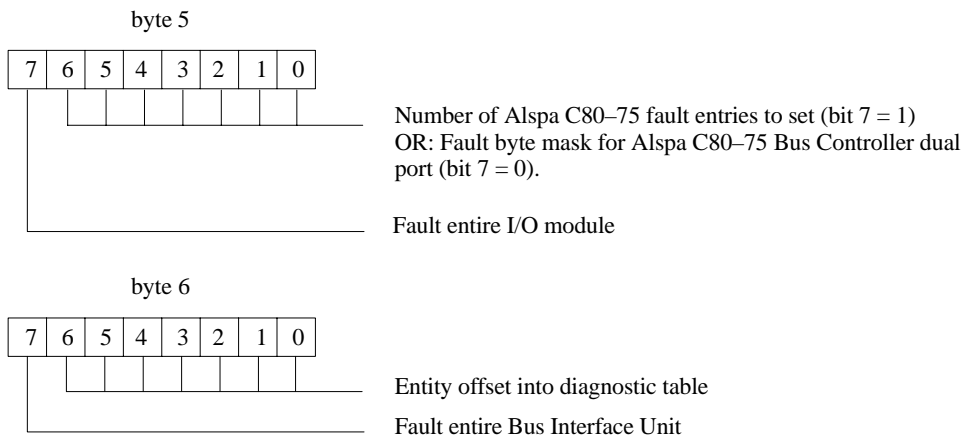 byte 5
7 6 5 4 3 2 1 0
Number of Alspa C80–75 fault entries to set (bit 7 = 1)
OR: Fault byte mask for Alspa C80–75 Bus Controller dual
port (bit 7 = 0).
Fault entire I/O module
byte 6
7 6 5 4 3 2 1 0
Entity offset into diagnostic table
Fault entire Bus Interface Unit